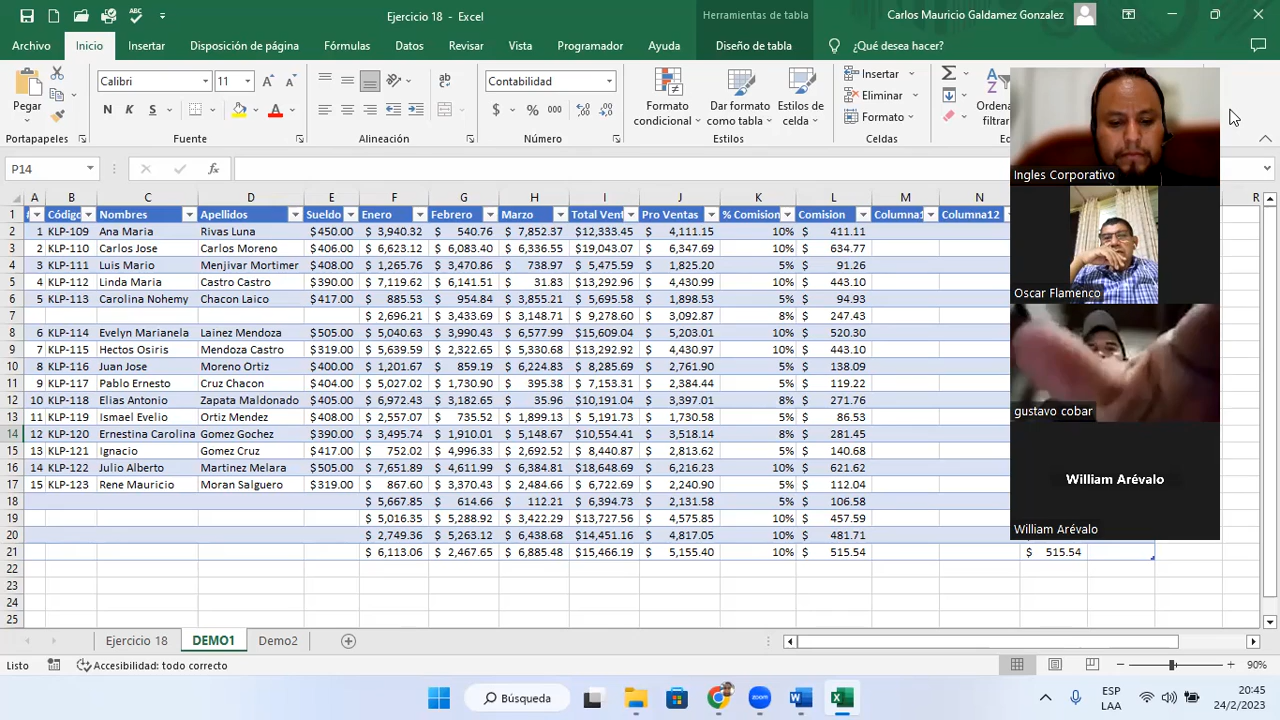 Ejercicio 18 - Excel
Herramientas de tabla
Carlos Mauricio Galdamez Gonzalez
Archivo Inicio Insertar Disposición de página Fórmulas Datos Revisar Vista Programador Ayuda Diseño de tabla ¿Qué desea hacer?
Pegar
Calibri 11
N K S
Contabilidad
$ % 000
Formato condicional
Dar formato como tabla
Estilos de celda
Insertar
Eliminar
Formato
Portapapeles Fuente Alineación Número Estilos Celdas
P14
A B C D E F G H I J K L M N R
1 Nombres Apellidos Sueldo Enero Febrero Marzo Total Vent Pro Ventas % Comision Comision Columna12
2 1 KLP-109 Ana María Rivas Luna $450.00 $ 3,940.32 $ 540.76 $ 7,852.37 $12,333.45 $ 4,111.15 10% $ 411.11
3 2 KLP-110 Carlos Jose Carlos Moreno $406.00 $ 6,623.12 $ 6,083.40 $ 6,336.55 $19,043.07 $ 6,347.69 10% $ 634.77
4 3 KLP-111 Luis Mario Menjivar Mortimer $408.00 $ 1,265.76 $ 3,470.86 $ 738.97 $ 5,475.59 $ 1,825.20 5% $ 91.26
5 4 KLP-112 Linda Maria Castro Castro $390.00 $ 7,119.62 $ 6,141.51 $ 31.83 $13,292.96 $ 4,430.99 10% $ 443.10
6 5 KLP-113 Carolina Nohemy Chacon Laico $417.00 $ 885.53 $ 954.84 $ 3,855.21 $ 5,695.58 $ 1,898.53 5% $ 94.93
7 $ 2,696.21 $ 3,433.69 $ 3,148.71 $ 9,278.60 $ 3,092.87 8% $ 247.43
8 6 KLP-114 Evelyn Marianela Lainez Mendoza $505.00 $ 5,040.63 $ 3,990.43 $ 6,577.99 $15,609.04 $ 5,203.01 10% $ 520.30
9 7 KLP-115 Hectos Osiris Mendoza Castro $319.00 $ 5,639.59 $ 2,322.65 $ 5,330.68 $13,292.92 $ 4,430.97 10% $ 443.10
10 8 KLP-116 Juan Jose Moreno Ortiz $400.00 $ 1,201.67 $ 859.19 $ 6,224.83 $ 8,285.69 $ 2,761.90 5% $ 138.09
11 9 KLP-117 Pablo Ernesto Cruz Chacon $404.00 $ 5,027.02 $ 1,730.90 $ 395.38 $ 7,153.31 $ 2,384.44 5% $ 119.22
12 10 KLP-118 Elias Antonio Zapata Maldonado $405.00 $ 6,972.43 $ 3,182.65 $ 35.96 $10,191.04 $ 3,397.01 8% $ 271.76
13 11 KLP-119 Ismael Evelio Ortiz Mendez $408.00 $ 2,557.07 $ 735.52 $ 1,899.13 $ 5,191.73 $ 1,730.58 5% $ 86.53
14 12 KLP-120 Ernestina Carolina Gomez Gochez $390.00 $ 3,495.74 $ 1,910.01 $ 5,148.67 $10,554.41 $ 3,518.14 8% $ 281.45
15 13 KLP-121 Ignacio Gomez Cruz $417.00 $ 752.02 $ 4,996.33 $ 2,692.52 $ 8,440.87 $ 2,813.62 5% $ 140.68
16 14 KLP-122 Julio Alberto Martinez Melara $505.00 $ 7,651.89 $ 4,611.99 $ 6,384.81 $18,648.69 $ 6,216.23 10% $ 621.62
17 15 KLP-123 Rene Mauricio Moran Salguero $319.00 $ 867.60 $ 3,370.43 $ 2,484.66 $ 6,722.69 $ 2,240.90 5% $ 112.04
18 $ 5,667.85 $ 614.66 $ 112.21 $ 6,394.73 $ 2,131.58 5% $ 106.58
19 $ 5,016.35 $ 5,288.92 $ 3,422.29 $13,727.56 $ 4,575.85 10% $ 457.59
20 $ 2,749.36 $ 5,263.12 $ 6,438.68 $14,451.16 $ 4,817.05 10% $ 481.71
21 $ 6,113.06 $ 2,467.65 $ 6,885.48 $15,466.19 $ 5,155.40 10% $ 515.54 $ 515.54
22
23
24
25
Ingles Corporativo
Oscar Flamenco
gustavo cobar
William Arévalo
William Arévalo
Ejercicio 18 DEMO1 Demo2
Listo Accesibilidad: todo correcto 90%
Búsqueda
zoom
ESP
LAA
20:45
24/2/2023